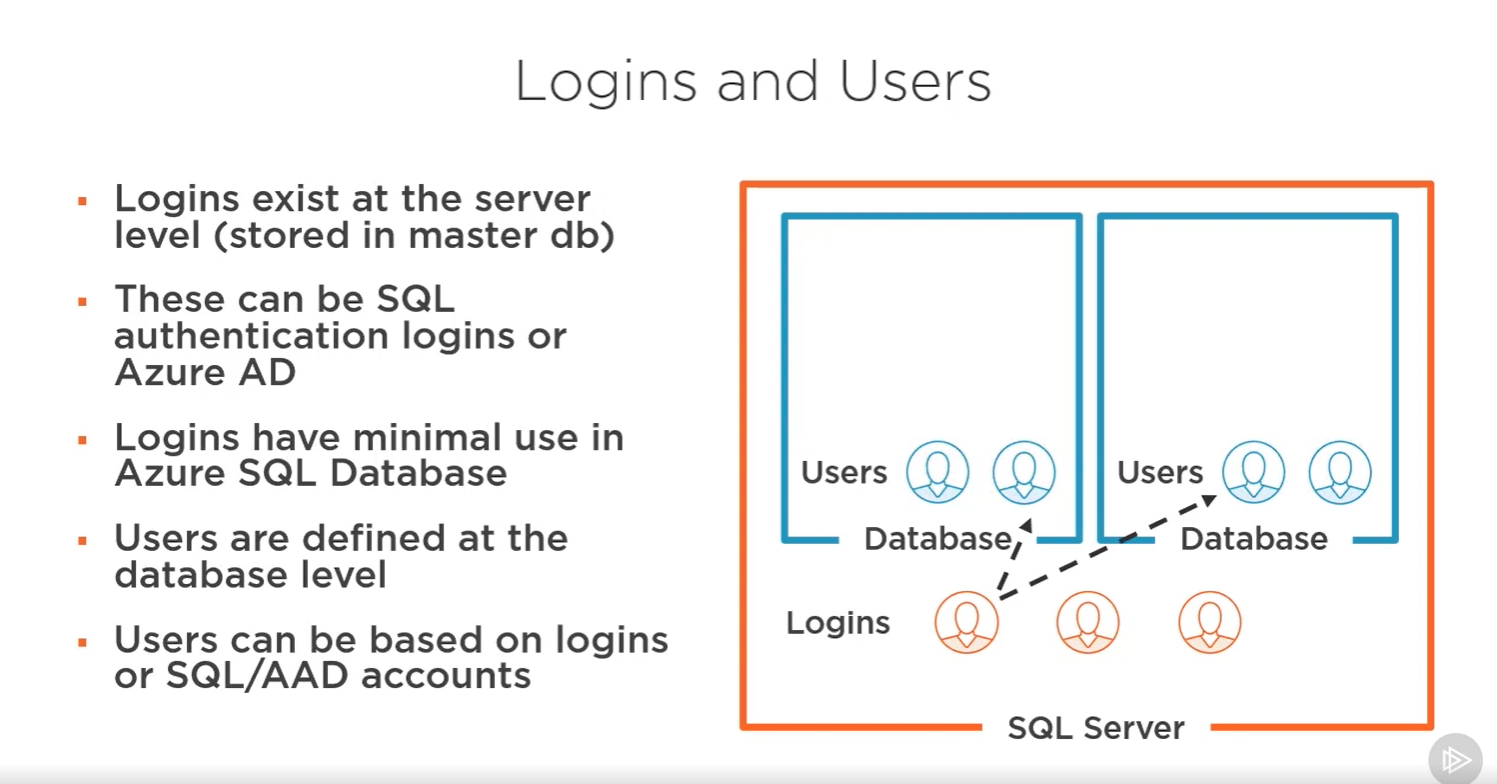 Logins and Users
▪ Logins exist at the server
level (stored in master db)
▪ These can be SQL
authentication logins or
Azure AD
▪ Logins have minimal use in
Azure SQL Database
▪ Users are defined at the
database level
▪ Users can be based on logins
or SQL/AAD accounts
Users
Users
Database
Database
Logins
SQL Server